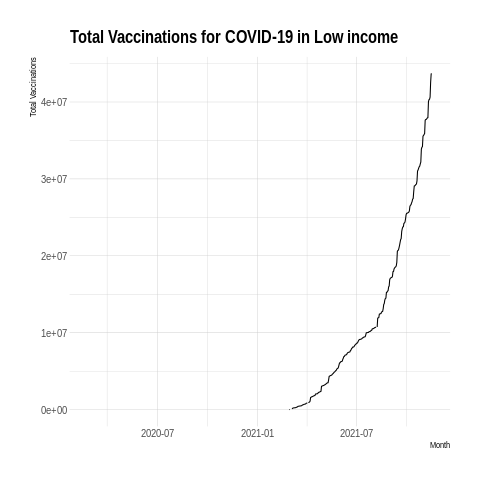 Total Vaccinations for COVID-19 in Low income
Total Vaccinations
4e+07
3e+07
2e+07
1e+07
0e+00
2020-07
2021-01
2021-07
Month